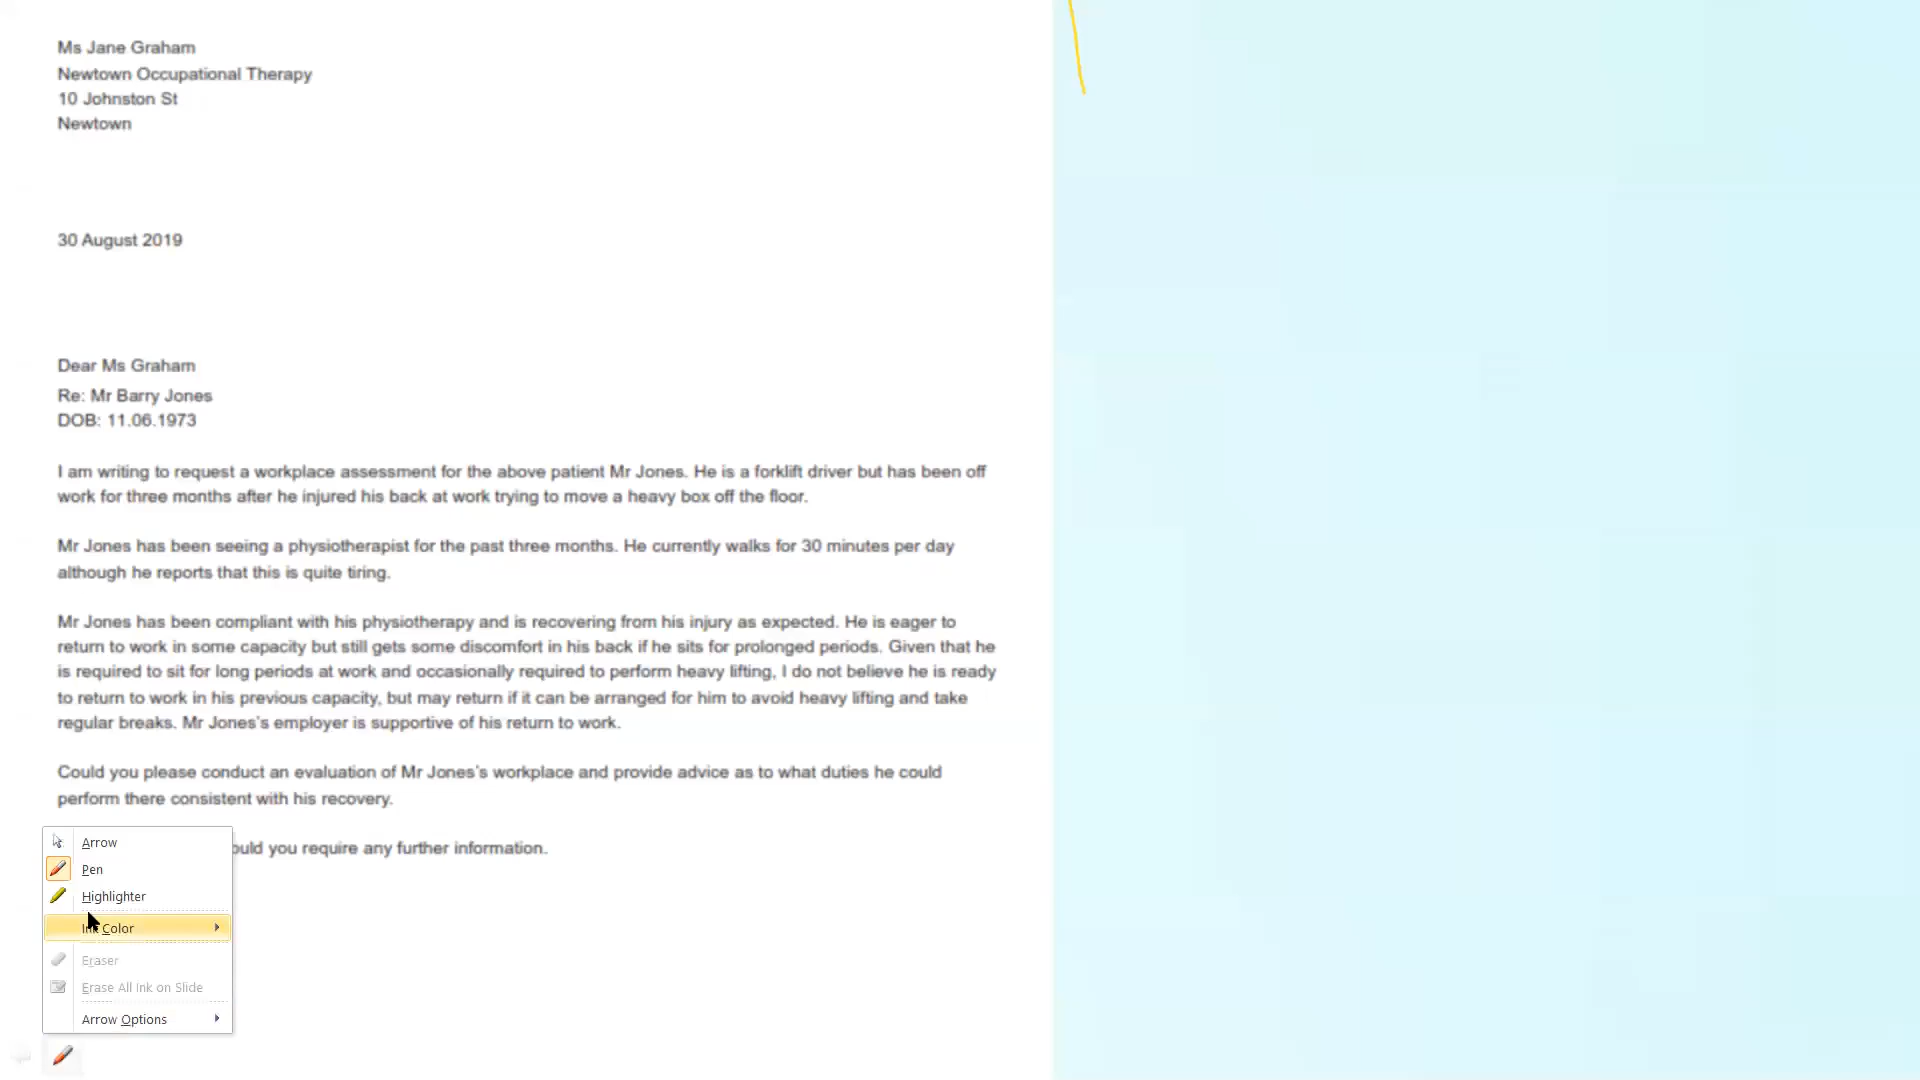 Ms Jane Graham
Newtown Occupational Therapy
10 Johnston St
Newtown
30 August 2019
Dear Ms Graham
Re: Mr Barry Jones
DOB: 11.06.1973
I am writing to request a workplace assessment for the above patient Mr Jones. He is a forklift driver but has been off
work for three months after he injured his back at work trying to move a heavy box off the floor.
Mr Jones has been seeing a physiotherapist for the past three months. He currently walks for 30 minutes per day
although he reports that this is quite tiring.
Mr Jones has been compliant with his physiotherapy and is recovering from his injury as expected. He is eager to
return to work in some capacity but still gets some discomfort in his back if he sits for prolonged periods. Given that he
is required to sit for long periods at work and occasionally required to perform heavy lifting, I do not believe he is ready
to return to work in his previous capacity, but may return if it can be arranged for him to avoid heavy lifting and take
regular breaks. Mr Jones's employer is supportive of his return to work.
Could you please conduct an evaluation of Mr Jones's workplace and provide advice as to what duties he could
perform there consistent with his recovery.
you require any further information.
Arrow
Pen
Highlighter
Ink Color
Eraser
Erase All Ink on Slide
Arrow Options